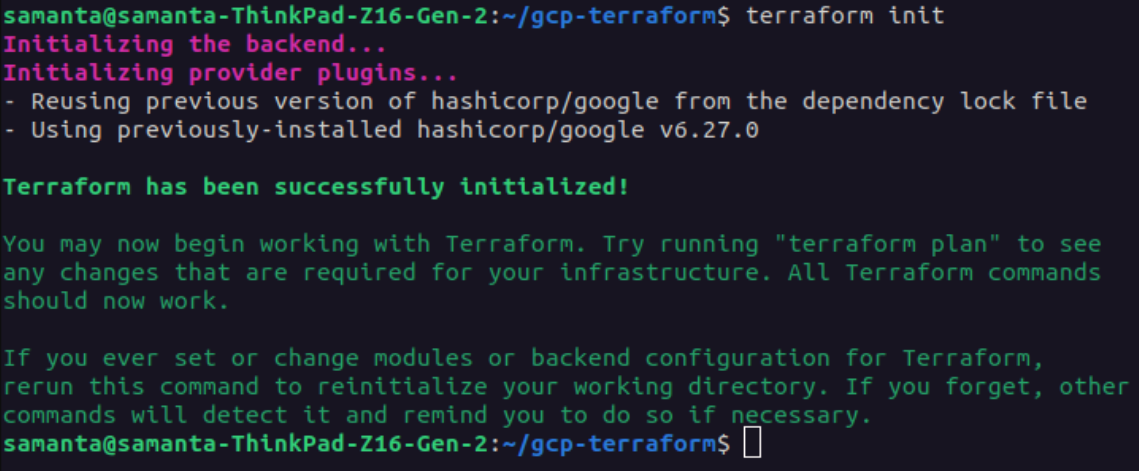 samanta@samanta-ThinkPad-Z16-Gen-2:~/gcp-terraform$ terraform init
Initializing the backend...
Initializing provider plugins...
- Reusing previous version of hashicorp/google from the dependency lock file
- Using previously-installed hashicorp/google v6.27.0
Terraform has been successfully initialized!
You may now begin working with Terraform. Try running "terraform plan" to see
any changes that are required for your infrastructure. All Terraform commands
should now work.
If you ever set or change modules or backend configuration for Terraform,
rerun this command to reinitialize your working directory. If you forget, other
commands will detect it and remind you to do so if necessary.
samanta@samanta-ThinkPad-Z16-Gen-2:~/gcp-terraform$